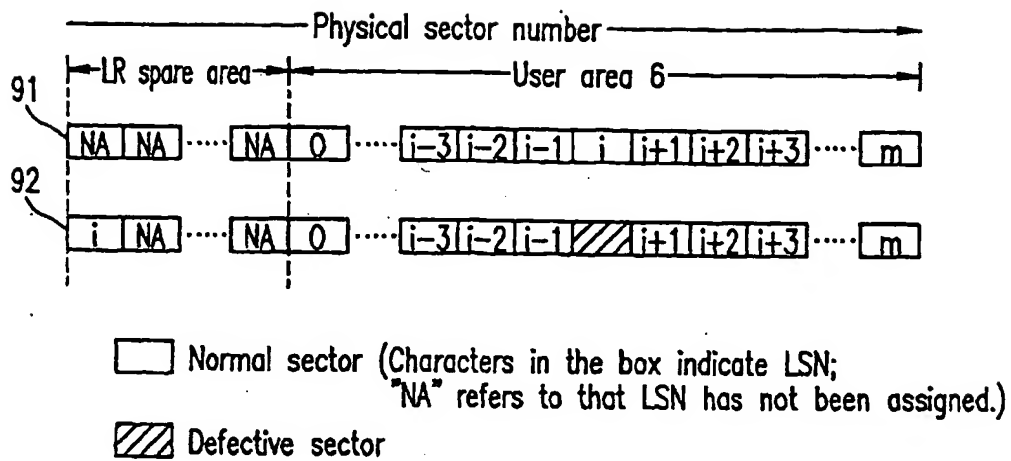 Physical sector number
LR spare area User area 6
91
NA NA ..... NA 0 ..... i-3 i-2 i-1 i i+1 i+2 i+3 ..... m
92
i NA ..... NA 0 ..... i-3 i-2 i-1 i+1 i+2 i+3 ..... m
Normal sector (Characters in the box indicate LSN;
"NA" refers to that LSN has not been assigned.)
Defective sector